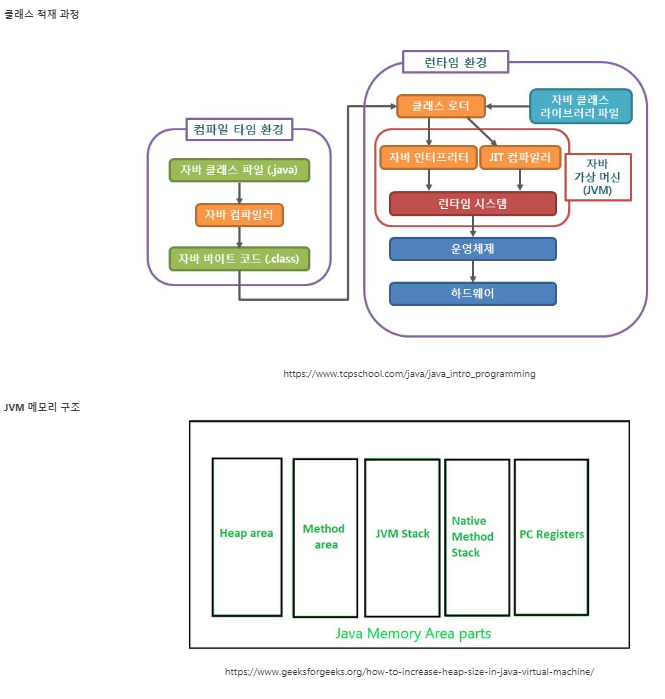 클래스 적재 과정
런타임 환경
클래스 로더
자바 클래스
라이브러리 파일
컴파일 타임 환경
자바 클래스 파일 (.java)
자바 컴파일러
자바 바이트 코드 (.class)
자바 인터프리터
JIT 컴파일러
자바
가상 머신
(JVM)
런타임 시스템
운영체제
하드웨어
https://www.tcpschool.com/java/java_intro_programming
JVM 메모리 구조
Heap area
Method
area
JVM Stack
Native
Method
Stack
PC Registers
Java Memory Area parts
https://www.geeksforgeeks.org/how-to-increase-heap-size-in-java-virtual-machine/